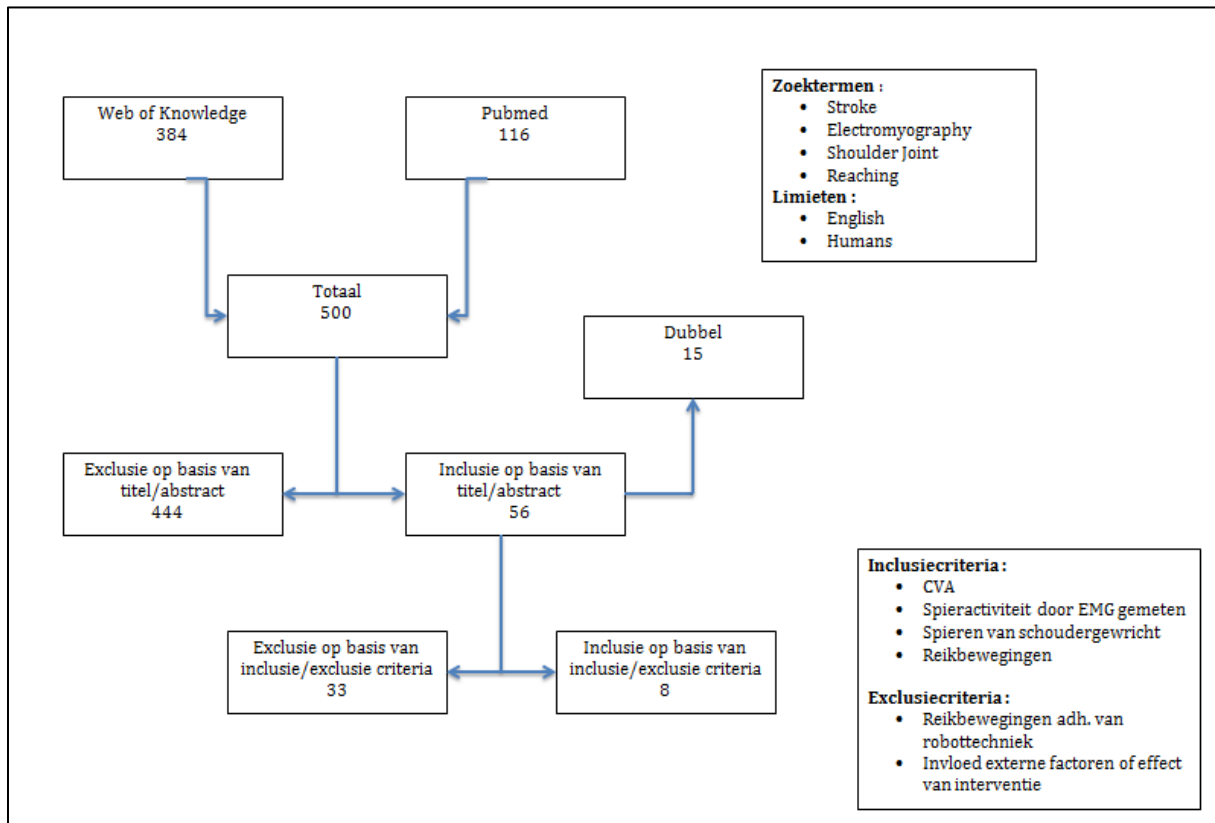 Web of Knowledge
384
Pubmed
116
Zoektermen :
• Stroke
• Electromyography
• Shoulder Joint
• Reaching
Limieten :
• English
• Humans
Totaal
500
Dubbel
15
Exclusie op basis van
titel/abstract
444
Inclusie op basis van
titel/abstract
56
Exclusie op basis van
inclusie/exclusie criteria
33
Inclusie op basis van
inclusie/exclusie criteria
8
Inclusiecriteria :
• CVA
• Spieractiviteit door EMG gemeten
• Spieren van schoudergewricht
• Reikbewegingen
Exclusiecriteria :
• Reikbewegingen adh. van
robottechniek
• Invloed externe factoren of effect
van interventie